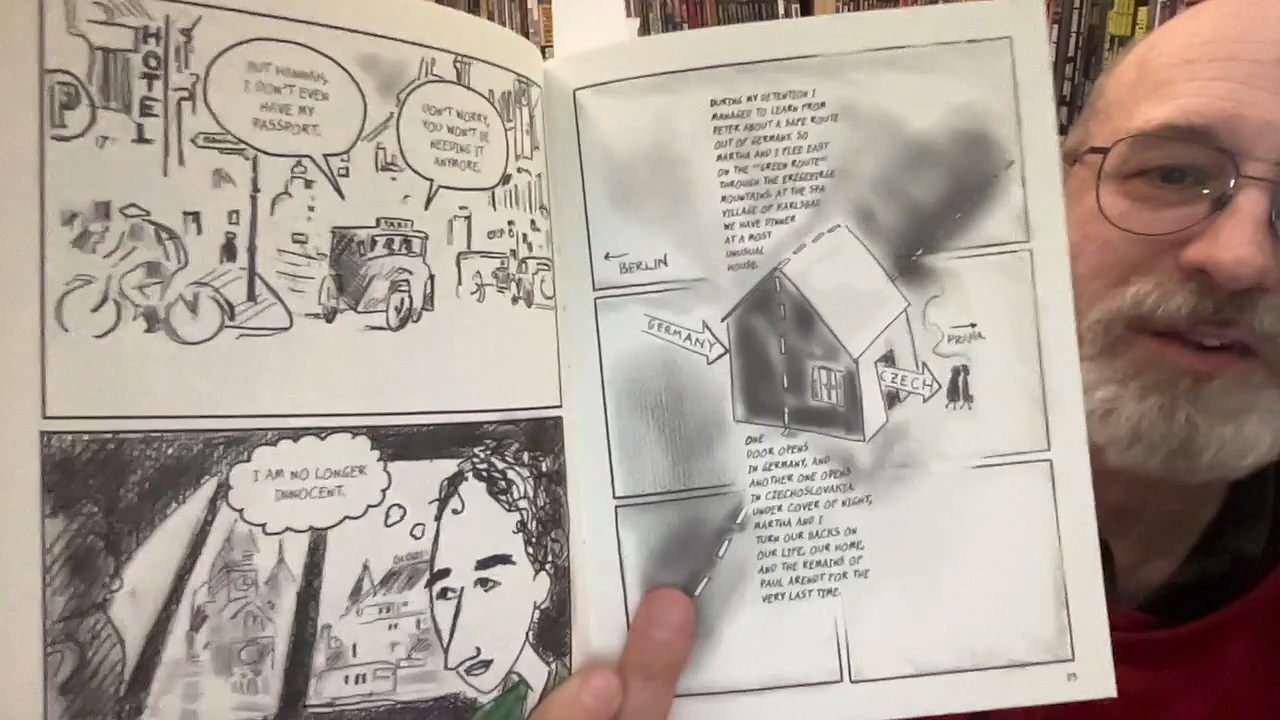 HOTEL
P
BUT HANNAH,
I DON'T EVEN
HAVE MY
PASSPORT.
DON'T WORRY,
YOU WON'T BE
NEEDING IT
ANYMORE.
TAXI
I AM NO LONGER
INNOCENT.
DURING MY DETENTION I
MANAGED TO LEARN FROM
PETER ABOUT A SAFE ROUTE
OUT OF GERMANY. SO
MARTHA AND I FLEE EAST
ON THE "GREEN ROUTE"
THROUGH THE ERZGEBIRGE
MOUNTAINS. AT THE SPA
VILLAGE OF KARLSBAD
WE HAVE DINNER
AT A MOST
UNUSUAL
HOUSE.
← BERLIN
GERMANY
CZECH
PRAHA
ONE
DOOR OPENS
IN GERMANY, AND
ANOTHER ONE OPENS
IN CZECHOSLOVAKIA.
UNDER COVER OF NIGHT,
MARTHA AND I
TURN OUR BACKS ON
OUR LIFE, OUR HOME,
AND THE REMAINS OF
PAUL ARENDT FOR THE
VERY LAST TIME.